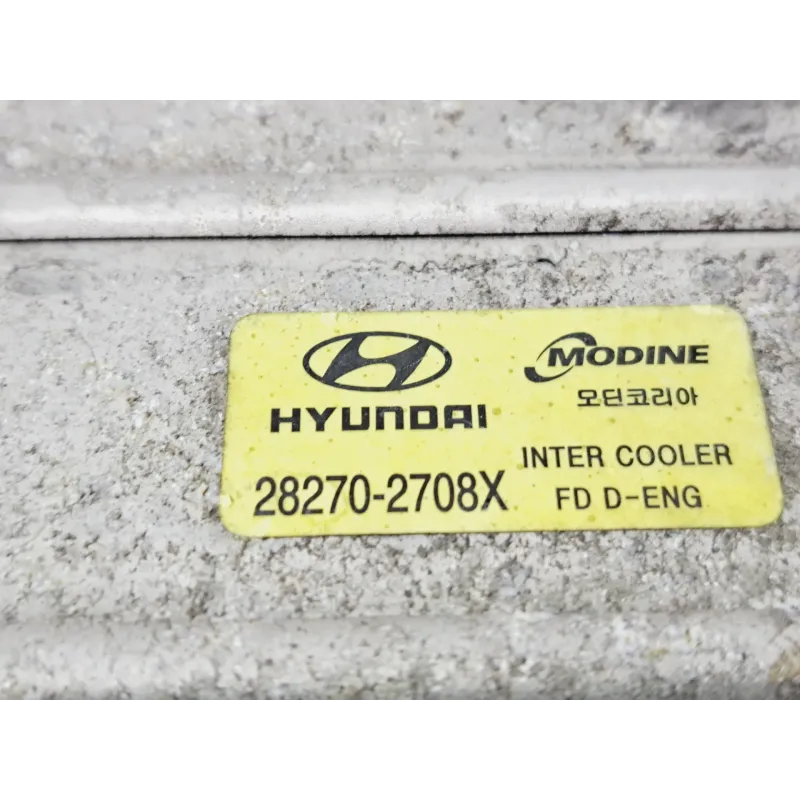 HYUNDAI
MODINE
모딘코리아
28270-2708X
INTER COOLER
FD D-ENG